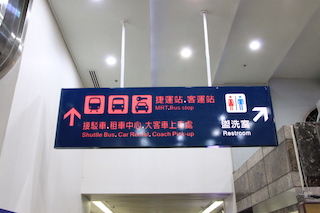 捷運站.客運站
MRT.Bus stop
接駁車.租車中心.大客車上車處
Shuttle Bus. Car Rental. Coach Pick-up
盥洗室
Restroom